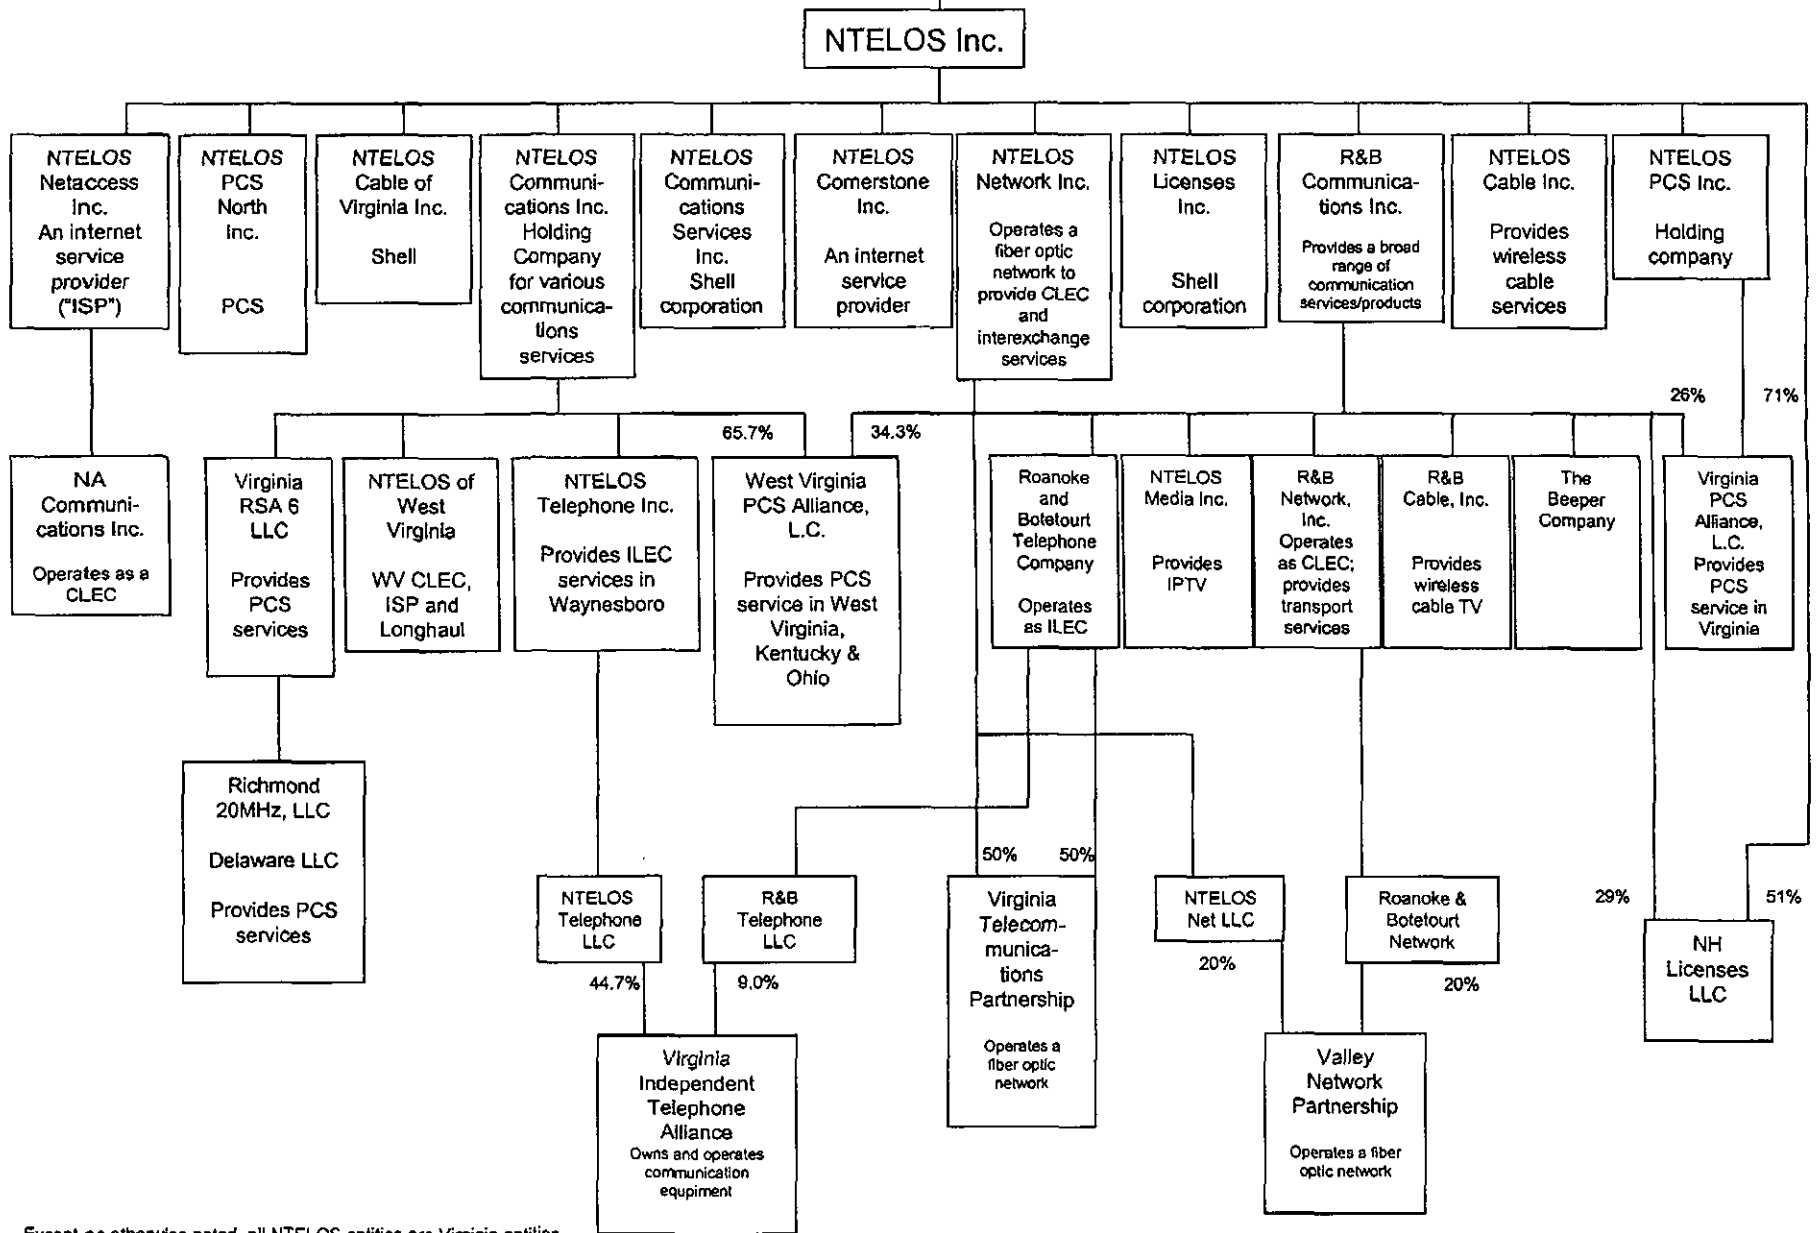 NTELOS Inc.
NTELOS
Netaccess
Inc.
An internet
service
provider
("ISP")
NTELOS
PCS
North
Inc.
PCS
NTELOS
Cable of
Virginia Inc.
Shell
NTELOS
Communi-
cations Inc.
Holding
Company
for various
communica-
tions
services
NTELOS
Communi-
cations
Services
Inc.
Shell
corporation
NTELOS
Cornerstone
Inc.
An internet
service
provider
NTELOS
Network Inc.
Operates a
fiber optic
network to
provide CLEC
and
interexchange
services
NTELOS
Licenses
Inc.
Shell
corporation
R&B
Communica-
tions Inc.
Provides a broad
range of
communication
services/products
NTELOS
Cable Inc.
Provides
wireless
cable
services
NTELOS
PCS Inc.
Holding
company
65.7%
34.3%
26%
71%
NA
Communi-
cations Inc.
Operates as a
CLEC
Virginia
RSA 6
LLC
Provides
PCS
services
NTELOS of
West
Virginia
WV CLEC,
ISP and
Longhaul
NTELOS
Telephone Inc.
Provides ILEC
services in
Waynesboro
West Virginia
PCS Alliance,
L.C.
Provides PCS
service in West
Virginia,
Kentucky &
Ohio
Roanoke
and
Botetourt
Telephone
Company
Operates
as ILEC
NTELOS
Media Inc.
Provides
IPTV
R&B
Network,
Inc.
Operates
as CLEC;
provides
transport
services
R&B
Cable, Inc.
Provides
wireless
cable TV
The
Beeper
Company
Virginia
PCS
Alliance,
L.C.
Provides
PCS
service in
Virginia
Richmond
20MHz, LLC
Delaware LLC
Provides PCS
services
50%
50%
29%
51%
NTELOS
Telephone
LLC
R&B
Telephone
LLC
Virginia
Telecom-
munica-
tions
Partnership
Operates a
fiber optic
network
NTELOS
Net LLC
Roanoke &
Botetourt
Network
NH
Licenses
LLC
44.7%
9.0%
20%
20%
Virginia
Independent
Telephone
Alliance
Owns and operates
communication
equpiment
Valley
Network
Partnership
Operates a fiber
optic network
Except as otherwise noted, all NTELOS entities are Virginia entities